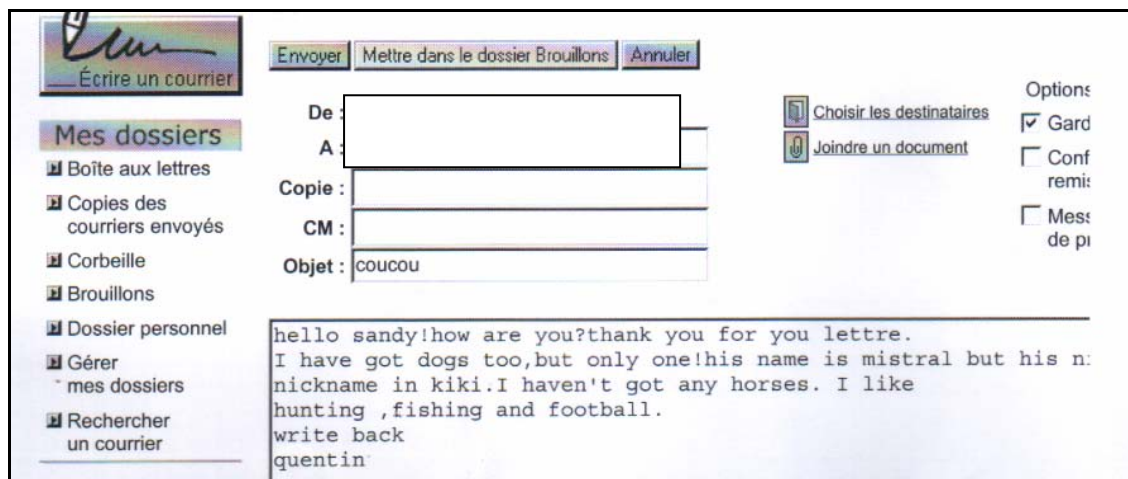 Écrire un courrier
Envoyer Mettre dans le dossier Brouillons Annuler
Mes dossiers
Boîte aux lettres
Copies des
courriers envoyés
Corbeille
Brouillons
Dossier personnel
Gérer
mes dossiers
Rechercher
un courrier
De :
A :
Copie :
CM :
Objet : coucou
Choisir les destinataires
Joindre un document
Options
hello sandy!how are you?thank you for you lettre.
I have got dogs too,but only one!his name is mistral but his
nickname in kiki.I haven't got any horses. I like
hunting ,fishing and football.
write back
quentin